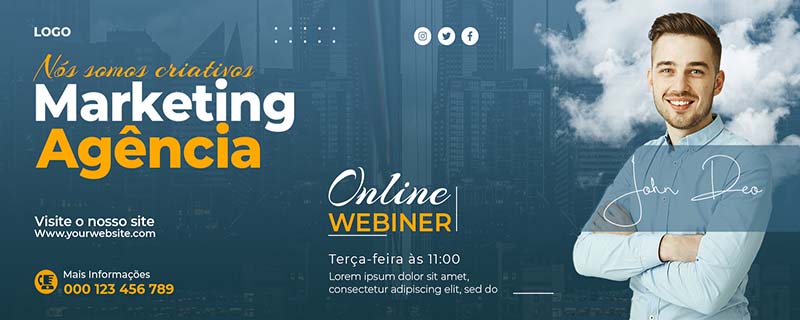 LOGO
Nós somos criativos
Marketing
Agência
Visite o nosso site
Www.yourwebsite.com
Mais Informações
000 123 456 789
Online
WEBINER
Terça-feira às 11:00
Lorem ipsum dolor sit amet,
consectetur adipiscing elit, sed do
John Deo